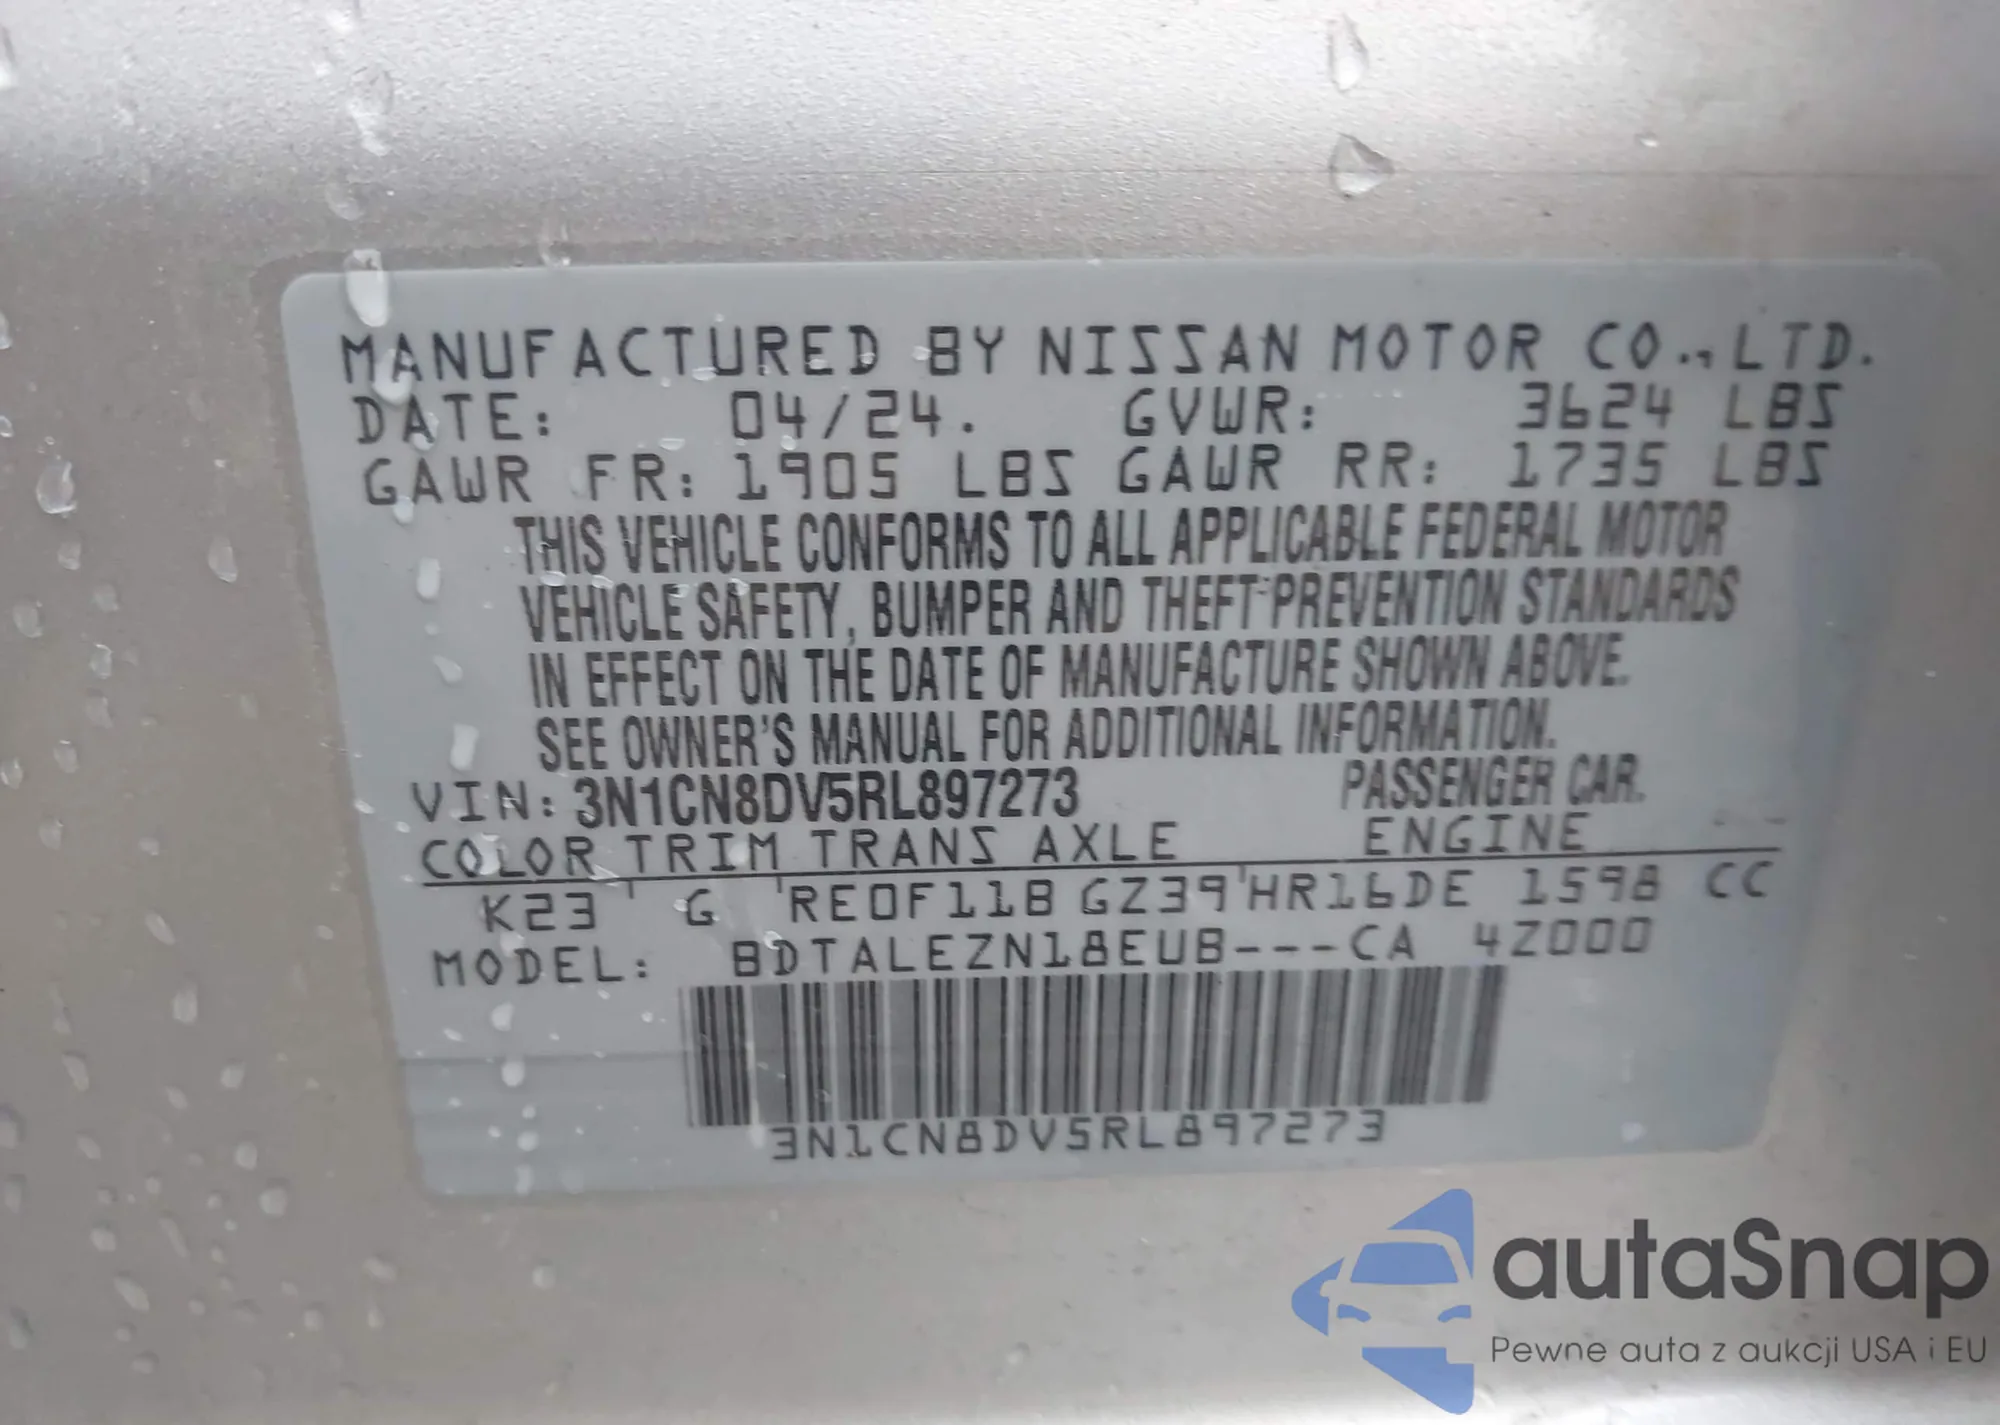 MANUFACTURED BY NISSAN MOTOR CO., LTD.
DATE: 04/24. GVWR: 3624 LBS
GAWR FR: 1905 LBS GAWR RR: 1735 LBS
THIS VEHICLE CONFORMS TO ALL APPLICABLE FEDERAL MOTOR
VEHICLE SAFETY, BUMPER AND THEFT PREVENTION STANDARDS
IN EFFECT ON THE DATE OF MANUFACTURE SHOWN ABOVE.
SEE OWNER'S MANUAL FOR ADDITIONAL INFORMATION.
VIN: 3N1CN8DV5RL897273 PASSENGER CAR.
COLOR TRIM TRANS AXLE ENGINE
K23 ' G 'RE0F11B GZ39'HR16DE 1598 CC
MODEL: BDTALEZN18EUB---CA 4Z000
3N1CN8DV5RL897273
autaSnap
Pewne auta z aukcji USA i EU